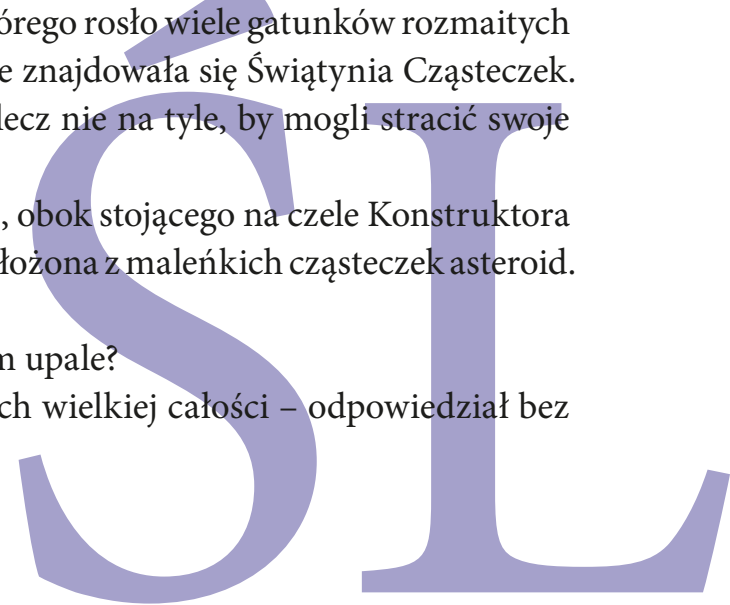 órego rosło wiele gatunków rozmaitych
e znajdowała się Świątynia Cząsteczek.
lecz nie na tyle, by mogli stracić swoje
, obok stojącego na czele Konstruktora
łożona z maleńkich cząsteczek asteroid.
m upale?
ch wielkiej całości – odpowiedział bez
ŚL